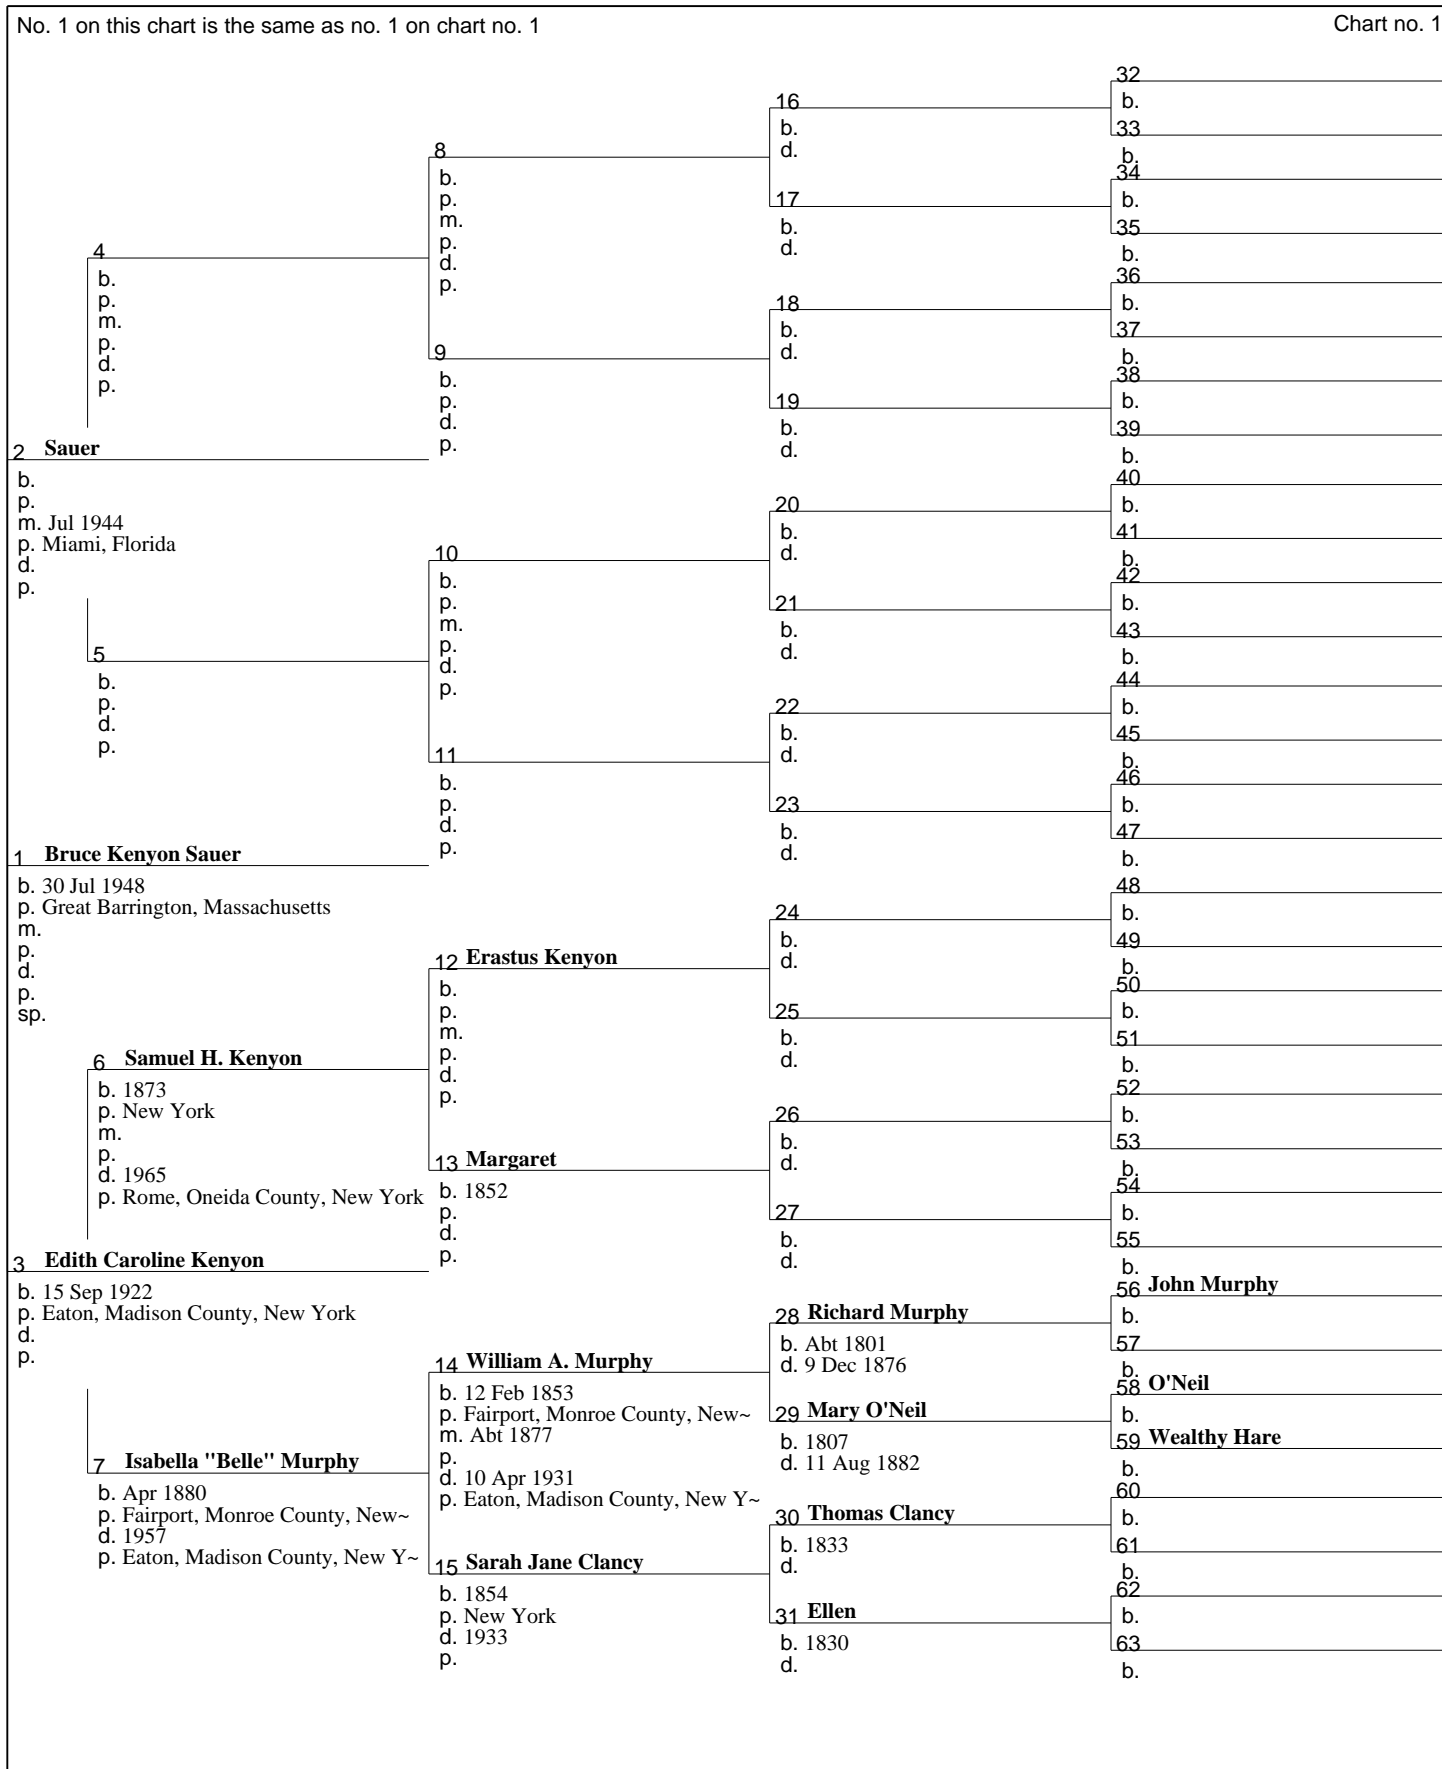 No. 1 on this chart is the same as no. 1 on chart no. 1
Chart no. 1
2 Sauer
b.
p.
m. Jul 1944
p. Miami, Florida
d.
p.
1 Bruce Kenyon Sauer
b. 30 Jul 1948
p. Great Barrington, Massachusetts
m.
p.
d.
p.
sp.
3 Edith Caroline Kenyon
b. 15 Sep 1922
p. Eaton, Madison County, New York
d.
p.
4
b.
p.
m.
p.
d.
p.
5
b.
p.
d.
p.
6 Samuel H. Kenyon
b. 1873
p. New York
m.
p.
d. 1965
p. Rome, Oneida County, New York
7 Isabella "Belle" Murphy
b. Apr 1880
p. Fairport, Monroe County, New~
d. 1957
p. Eaton, Madison County, New Y~
8
b.
p.
m.
p.
d.
p.
9
b.
p.
d.
p.
10
b.
p.
m.
p.
d.
p.
11
b.
p.
d.
p.
12 Erastus Kenyon
b.
p.
m.
p.
d.
p.
13 Margaret
b. 1852
p.
d.
p.
14 William A. Murphy
b. 12 Feb 1853
p. Fairport, Monroe County, New~
m. Abt 1877
p.
d. 10 Apr 1931
p. Eaton, Madison County, New Y~
15 Sarah Jane Clancy
b. 1854
p. New York
d. 1933
p.
16
b.
d.
17
b.
d.
18
b.
d.
19
b.
d.
20
b.
d.
21
b.
d.
22
b.
d.
23
b.
d.
24
b.
d.
25
b.
d.
26
b.
d.
27
b.
d.
28 Richard Murphy
b. Abt 1801
d. 9 Dec 1876
29 Mary O'Neil
b. 1807
d. 11 Aug 1882
30 Thomas Clancy
b. 1833
d.
31 Ellen
b. 1830
d.
32
b.
33
b.
34
b.
35
b.
36
b.
37
b.
38
b.
39
b.
40
b.
41
b.
42
b.
43
b.
44
b.
45
b.
46
b.
47
b.
48
b.
49
b.
50
b.
51
b.
52
b.
53
b.
54
b.
55
b.
56 John Murphy
b.
57
b.
58 O'Neil
b.
59 Wealthy Hare
b.
60
b.
61
b.
62
b.
63
b.